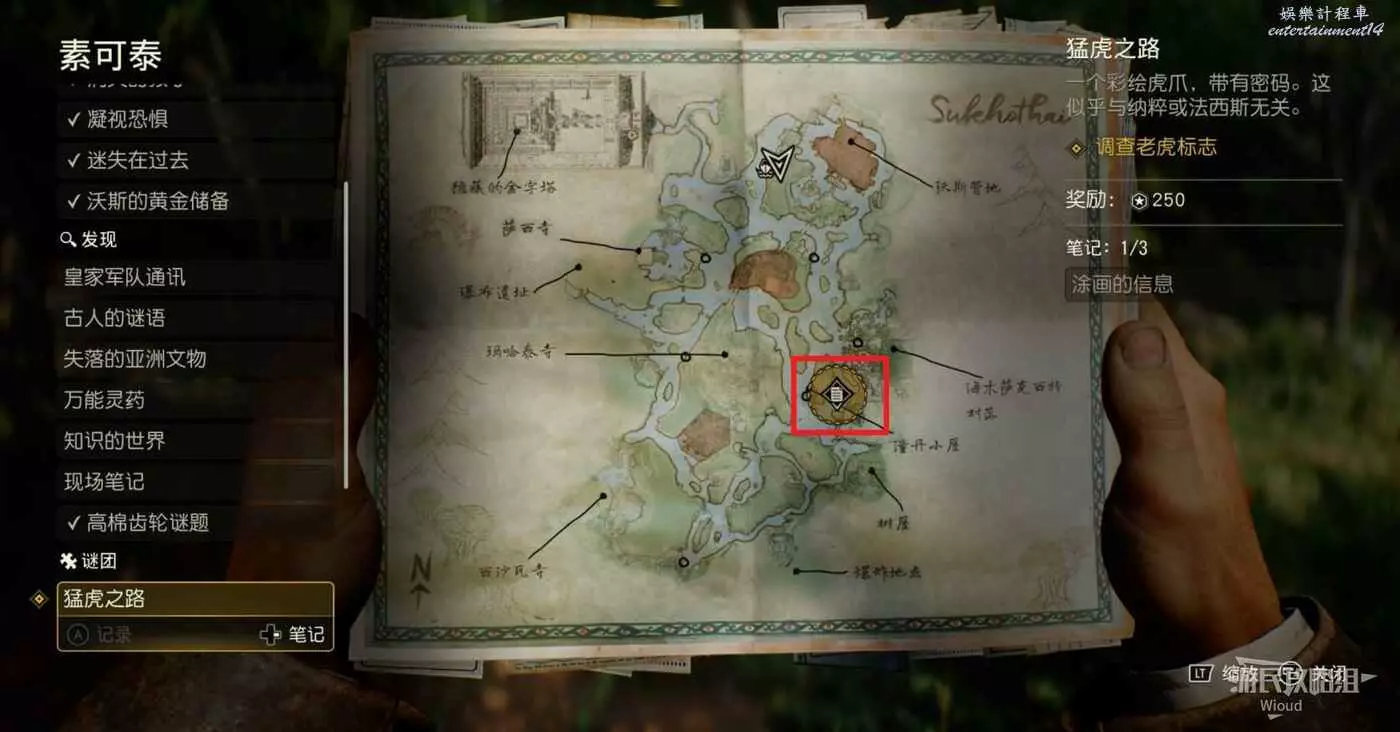 娛樂計程車
entertainment14
素可泰
✓ 凝视恐惧
✓ 迷失在过去
✓ 沃斯的黄金储备
发现
皇家军队通讯
古人的谜语
失落的亚洲文物
万能灵药
知识的世界
现场笔记
✓ 高棉齿轮谜题
谜团
猛虎之路
A 记录
笔记
Sukhothai
隐藏的金字塔
沃斯营地
萨西寺
瀑布遗址
玛哈泰寺
村落
潼丹小屋
树屋
西沙瓦寺
爆炸地点
N
猛虎之路
一个彩绘虎爪，带有密码。这
似乎与纳粹或法西斯无关。
调查老虎标志
奖励： 250
笔记：1/3
涂画的信息
LT 缩放
关闭
游民攻略组
Wioud